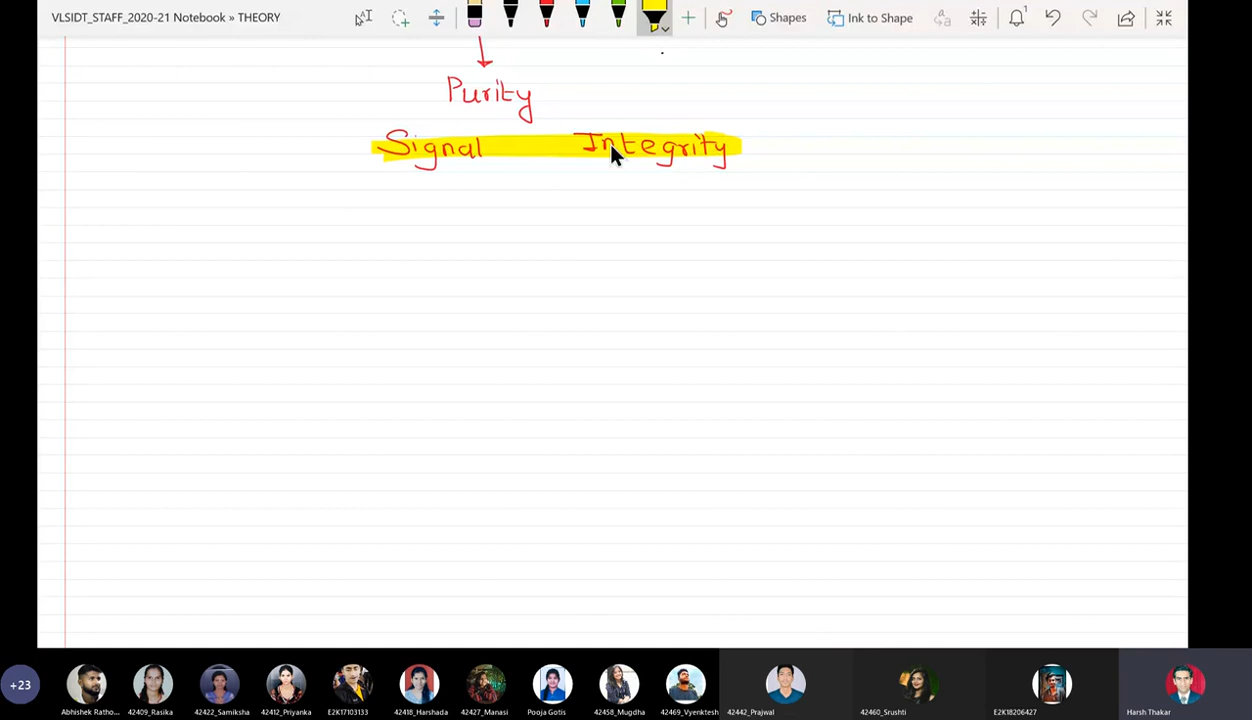 VLSIDT_STAFF_2020-21 Notebook » THEORY
Shapes
Ink to Shape
Purity
Signal Integrity
+23
Abhishek Ratho...
42409_Rasika
42422_Samiksha
42412_Priyanka
E2K17103133
42418_Harshada
42427_Manasi
Pooja Gotis
42458_Mugdha
42469_Vyenktesh
42442_Prajwal
42460_Srushti
E2K18206427
Harsh Thakar